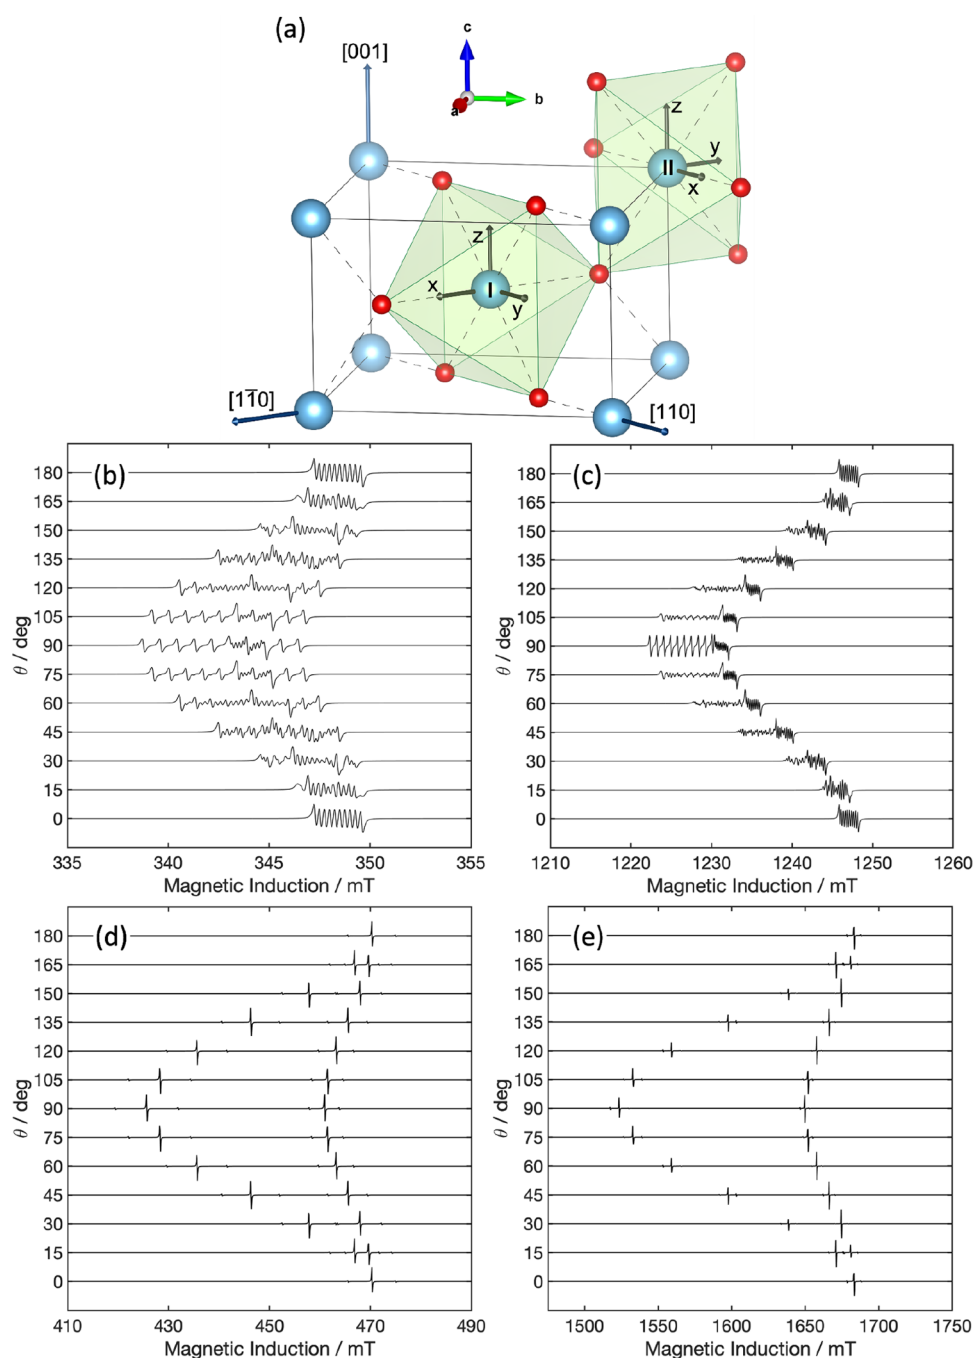 (a)
c
b
a
[001]
z
II
y
x
z
x
I
y
[11̅0]
[110]
(b)
θ / deg
180
165
150
135
120
105
90
75
60
45
30
15
0
335 340 345 350 355
Magnetic Induction / mT
(c)
θ / deg
180
165
150
135
120
105
90
75
60
45
30
15
0
1210 1220 1230 1240 1250 1260
Magnetic Induction / mT
(d)
θ / deg
180
165
150
135
120
105
90
75
60
45
30
15
0
410 430 450 470 490
Magnetic Induction / mT
(e)
θ / deg
180
165
150
135
120
105
90
75
60
45
30
15
0
1500 1550 1600 1650 1700 1750
Magnetic Induction / mT